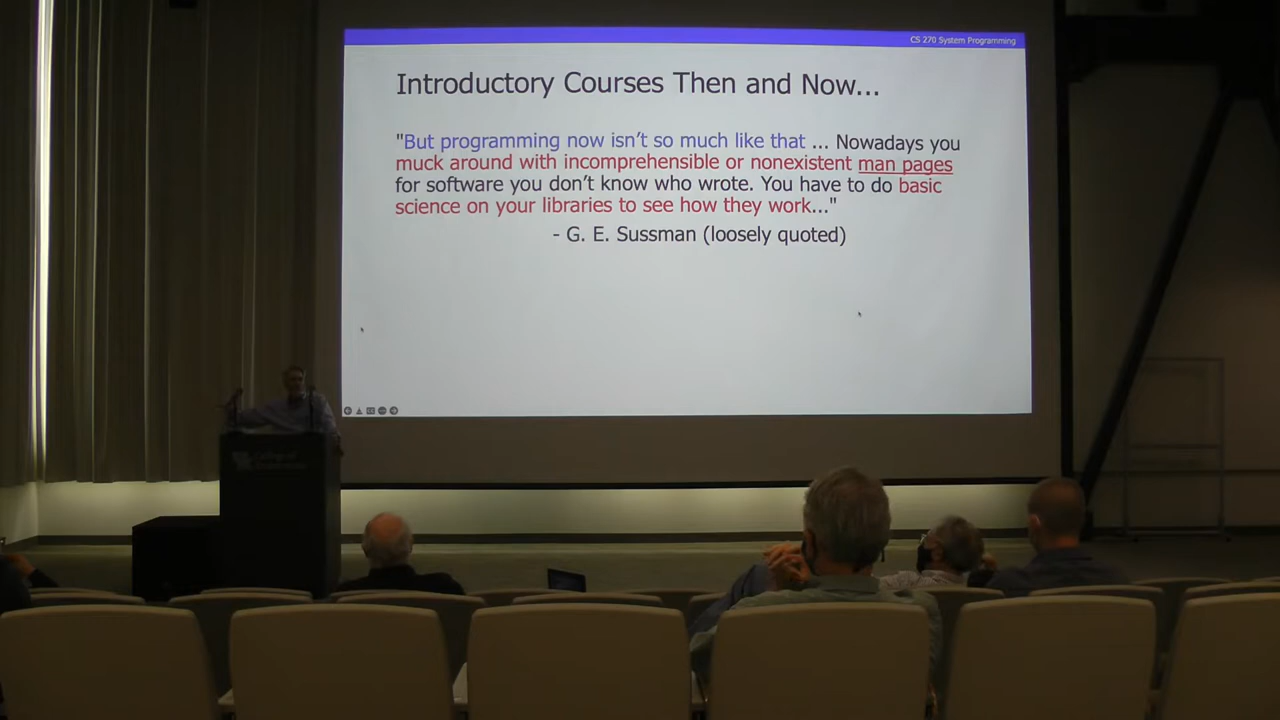 CS 270 System Programming
Introductory Courses Then and Now...
"But programming now isn't so much like that ... Nowadays you
muck around with incomprehensible or nonexistent man pages
for software you don't know who wrote. You have to do basic
science on your libraries to see how they work..."
- G. E. Sussman (loosely quoted)
College of